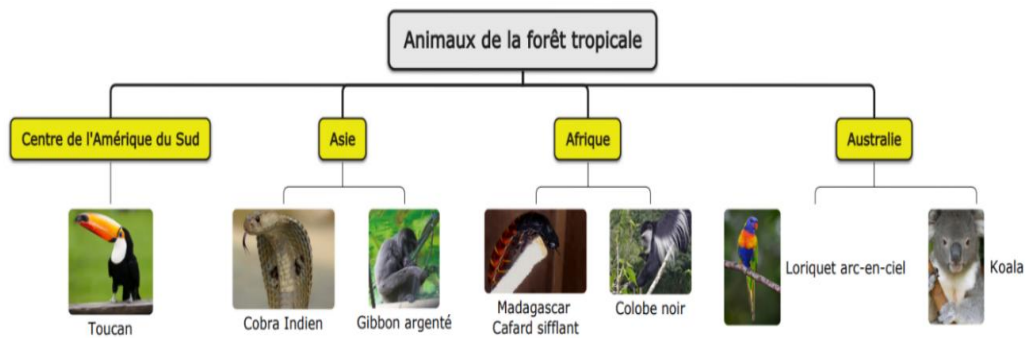 Animaux de la forêt tropicale
Centre de l'Amérique du Sud
Asie
Afrique
Australie
Toucan
Cobra Indien
Gibbon argenté
Madagascar
Cafard sifflant
Colobe noir
Loriquet arc-en-ciel
Koala